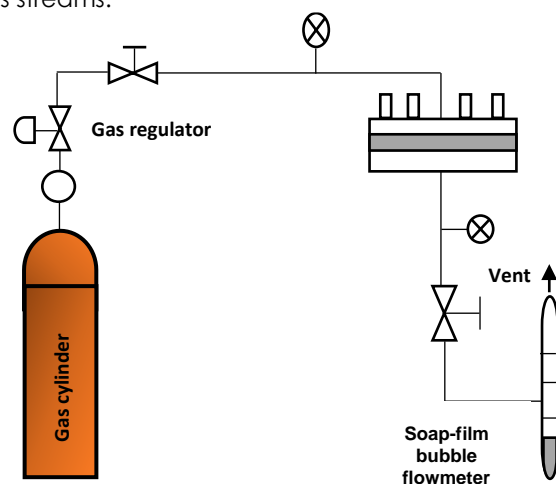 s streams.
Gas regulator
Vent
Gas cylinder
Soap-film
bubble
flowmeter